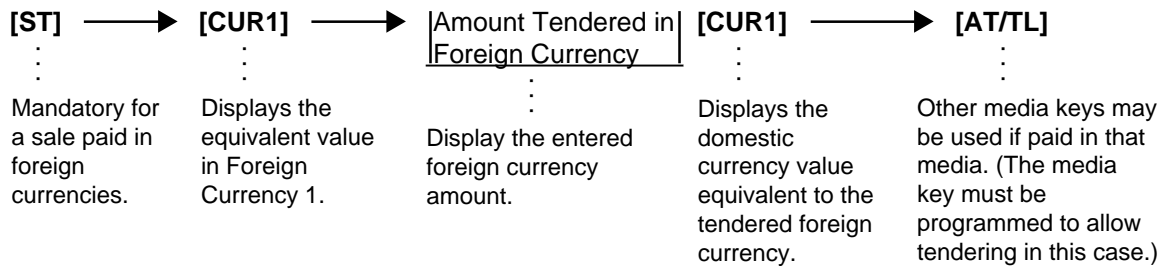 [ST] [CUR1] Amount Tendered in [CUR1] [AT/TL]
Foreign Currency
Mandatory for
a sale paid in
foreign
currencies.
Displays the
equivalent value
in Foreign
Currency 1.
Display the entered
foreign currency
amount.
Displays the
domestic
currency value
equivalent to the
tendered foreign
currency.
Other media keys may
be used if paid in that
media. (The media
key must be
programmed to allow
tendering in this case.)